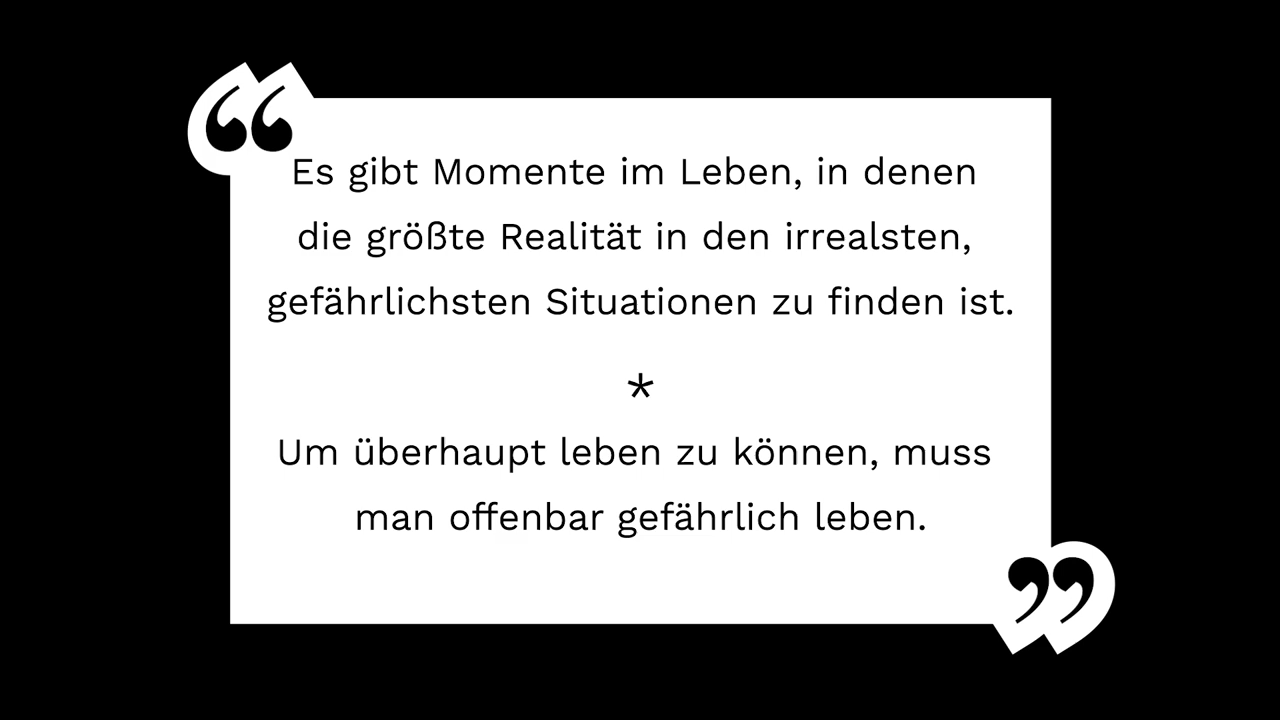 “
Es gibt Momente im Leben, in denen
die größte Realität in den irrealsten,
gefährlichsten Situationen zu finden ist.
*
Um überhaupt leben zu können, muss
man offenbar gefährlich leben.
”